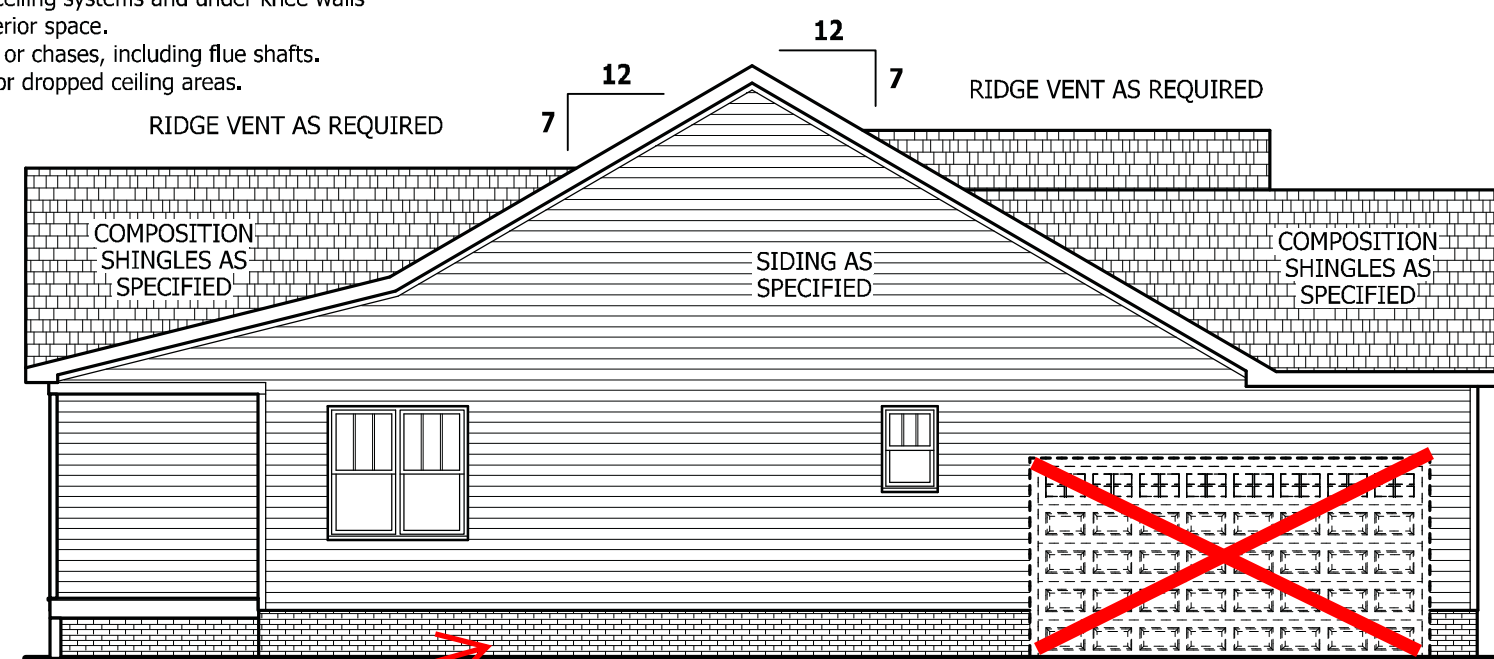 ceiling systems and under knee walls
erior space.
or chases, including flue shafts.
or dropped ceiling areas.
12
7
12
7
RIDGE VENT AS REQUIRED
RIDGE VENT AS REQUIRED
COMPOSITION
SHINGLES AS
SPECIFIED
SIDING AS
SPECIFIED
COMPOSITION
SHINGLES AS
SPECIFIED